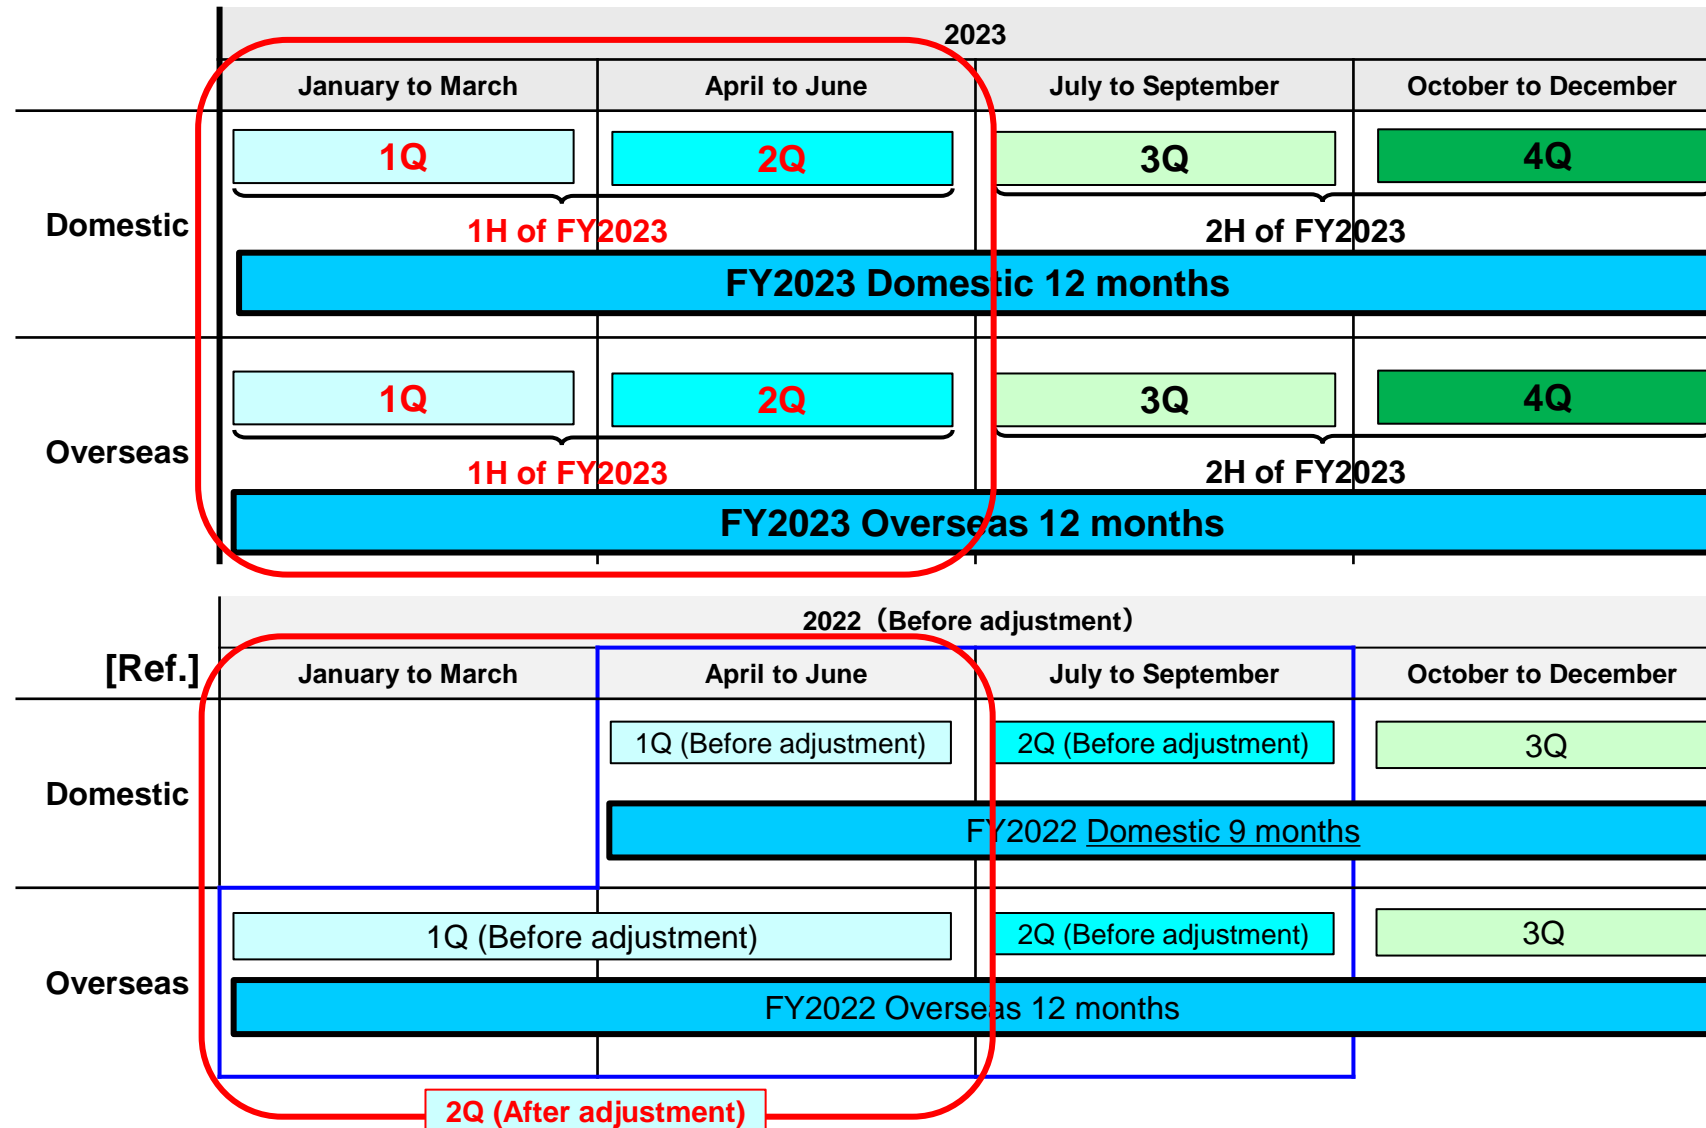 2023
January to March
April to June
July to September
October to December
Domestic
1Q
2Q
3Q
4Q
1H of FY2023
2H of FY2023
FY2023 Domestic 12 months
Overseas
1Q
2Q
3Q
4Q
1H of FY2023
2H of FY2023
FY2023 Overseas 12 months
2022（Before adjustment）
[Ref.]
January to March
April to June
July to September
October to December
Domestic
1Q (Before adjustment)
2Q (Before adjustment)
3Q
FY2022 Domestic 9 months
Overseas
1Q (Before adjustment)
2Q (Before adjustment)
3Q
FY2022 Overseas 12 months
2Q (After adjustment)